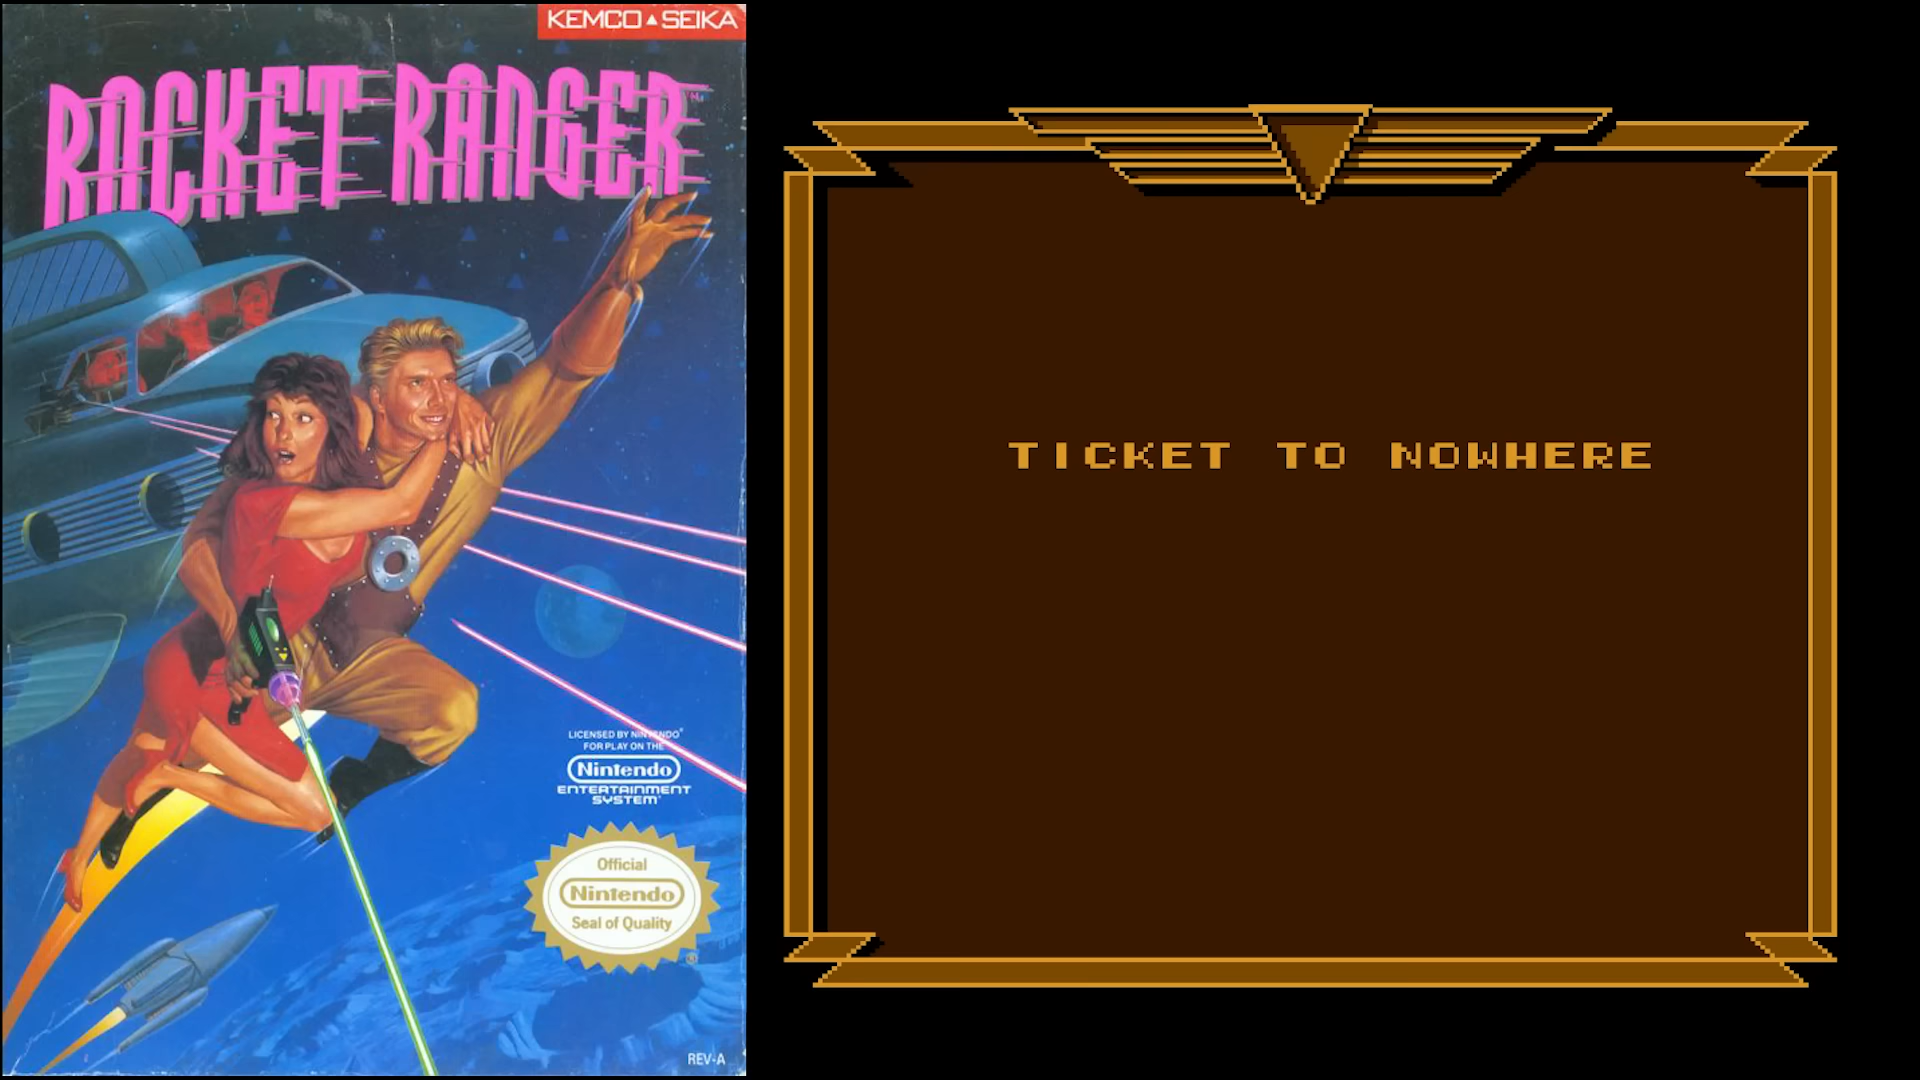 KEMCO▲SEIKA
ROCKET RANGER™
LICENSED BY NINTENDO®
FOR PLAY ON THE
Nintendo
ENTERTAINMENT
SYSTEM®
Official
Nintendo
Seal of Quality
®
REV-A
TICKET TO NOWHERE